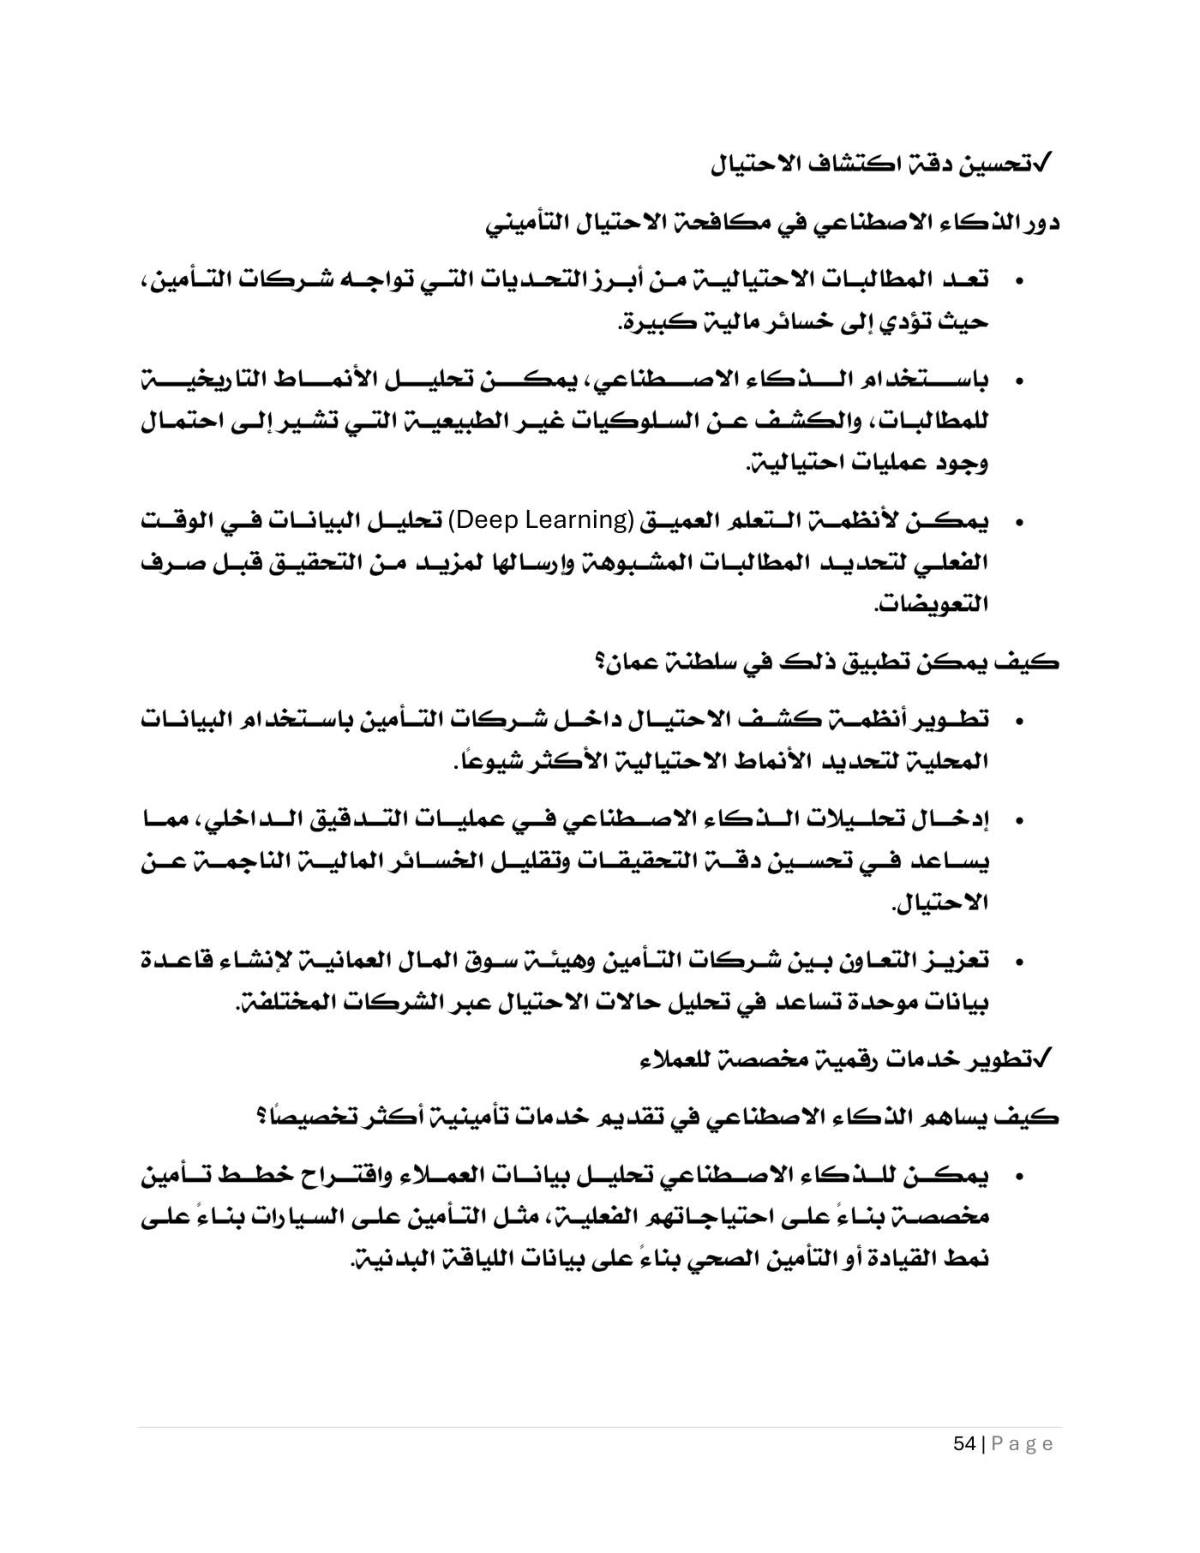 ✓تحسين دقة اكتشاف الاحتيال
دور الذكاء الاصطناعي في مكافحة الاحتيال التأميني
• تعد المطالبات الاحتيالية من أبرز التحديات التي تواجه شركات التأمين،
حيث تؤدي إلى خسائر مالية كبيرة.
• باستخدام الذكاء الاصطناعي، يمكن تحليل الأنماط التاريخية
للمطالبات، والكشف عن السلوكيات غير الطبيعية التي تشير إلى احتمال
وجود عمليات احتيالية.
• يمكن لأنظمة التعلم العميق (Deep Learning) تحليل البيانات في الوقت
الفعلي لتحديد المطالبات المشبوهة وإرسالها لمزيد من التحقيق قبل صرف
التعويضات.
كيف يمكن تطبيق ذلك في سلطنة عمان؟
• تطوير أنظمة كشف الاحتيال داخل شركات التأمين باستخدام البيانات
المحلية لتحديد الأنماط الاحتيالية الأكثر شيوعًا.
• إدخال تحليلات الذكاء الاصطناعي في عمليات التدقيق الداخلي، مما
يساعد في تحسين دقة التحقيقات وتقليل الخسائر المالية الناجمة عن
الاحتيال.
• تعزيز التعاون بين شركات التأمين وهيئة سوق المال العمانية لإنشاء قاعدة
بيانات موحدة تساعد في تحليل حالات الاحتيال عبر الشركات المختلفة.
✓تطوير خدمات رقمية مخصصة للعملاء
كيف يساهم الذكاء الاصطناعي في تقديم خدمات تأمينية أكثر تخصيصًا؟
• يمكن للذكاء الاصطناعي تحليل بيانات العملاء واقتراح خطط تأمين
مخصصة بناءً على احتياجاتهم الفعلية، مثل التأمين على السيارات بناءً على
نمط القيادة أو التأمين الصحي بناءً على بيانات اللياقة البدنية.
54 | Page